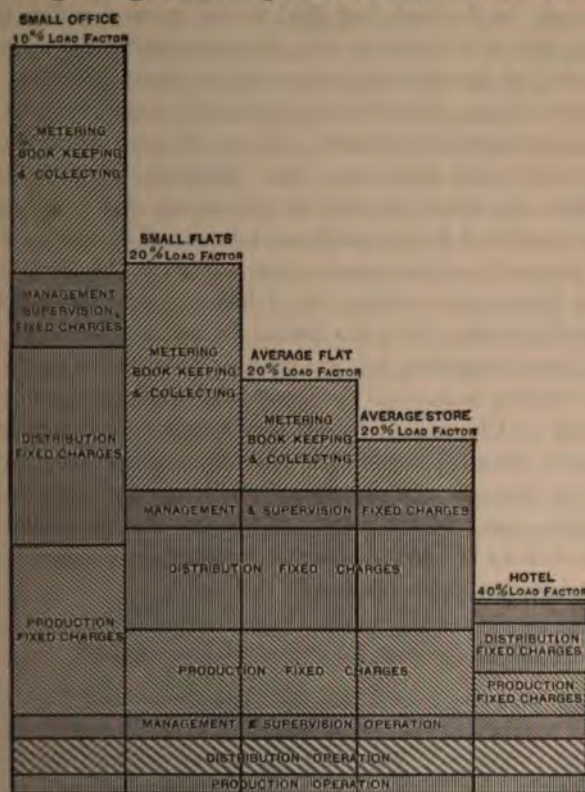 SMALL OFFICE
10% LOAD FACTOR
METERING
BOOK KEEPING
& COLLECTING
MANAGEMENT
SUPERVISION,
FIXED CHARGES
DISTRIBUTION
FIXED CHARGES
PRODUCTION
FIXED CHARGES
SMALL FLATS
20% LOAD FACTOR
METERING
BOOK KEEPING
& COLLECTING
AVERAGE FLAT
20% LOAD FACTOR
METERING
BOOK KEEPING
& COLLECTING
AVERAGE STORE
20% LOAD FACTOR
MANAGEMENT & SUPERVISION FIXED CHARGES
DISTRIBUTION FIXED CHARGES
PRODUCTION FIXED CHARGES
HOTEL
40% LOAD FACTOR
DISTRIBUTION
FIXED CHARGES
PRODUCTION
FIXED CHARGES
MANAGEMENT & SUPERVISION OPERATION
DISTRIBUTION OPERATION
PRODUCTION OPERATION